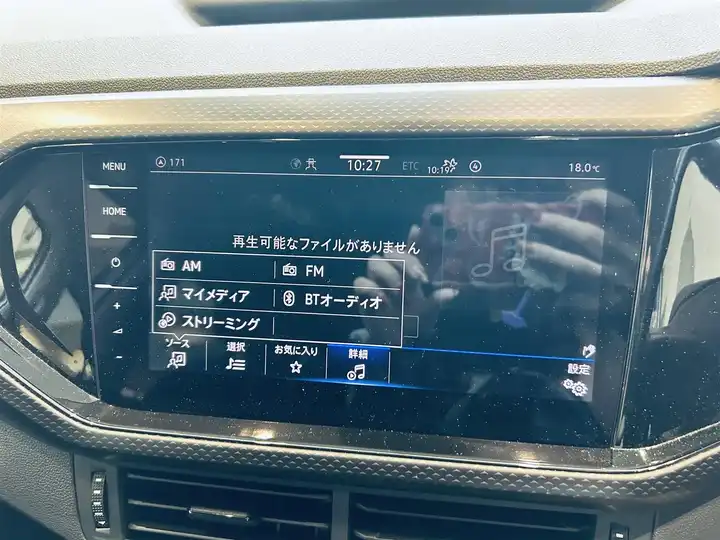 MENU
171
10:27
ETC
10:19
4
18.0℃
HOME
再生可能なファイルがありません
AM
FM
マイメディア
BTオーディオ
ストリーミング
ソース
選択
お気に入り
詳細
設定
+
-